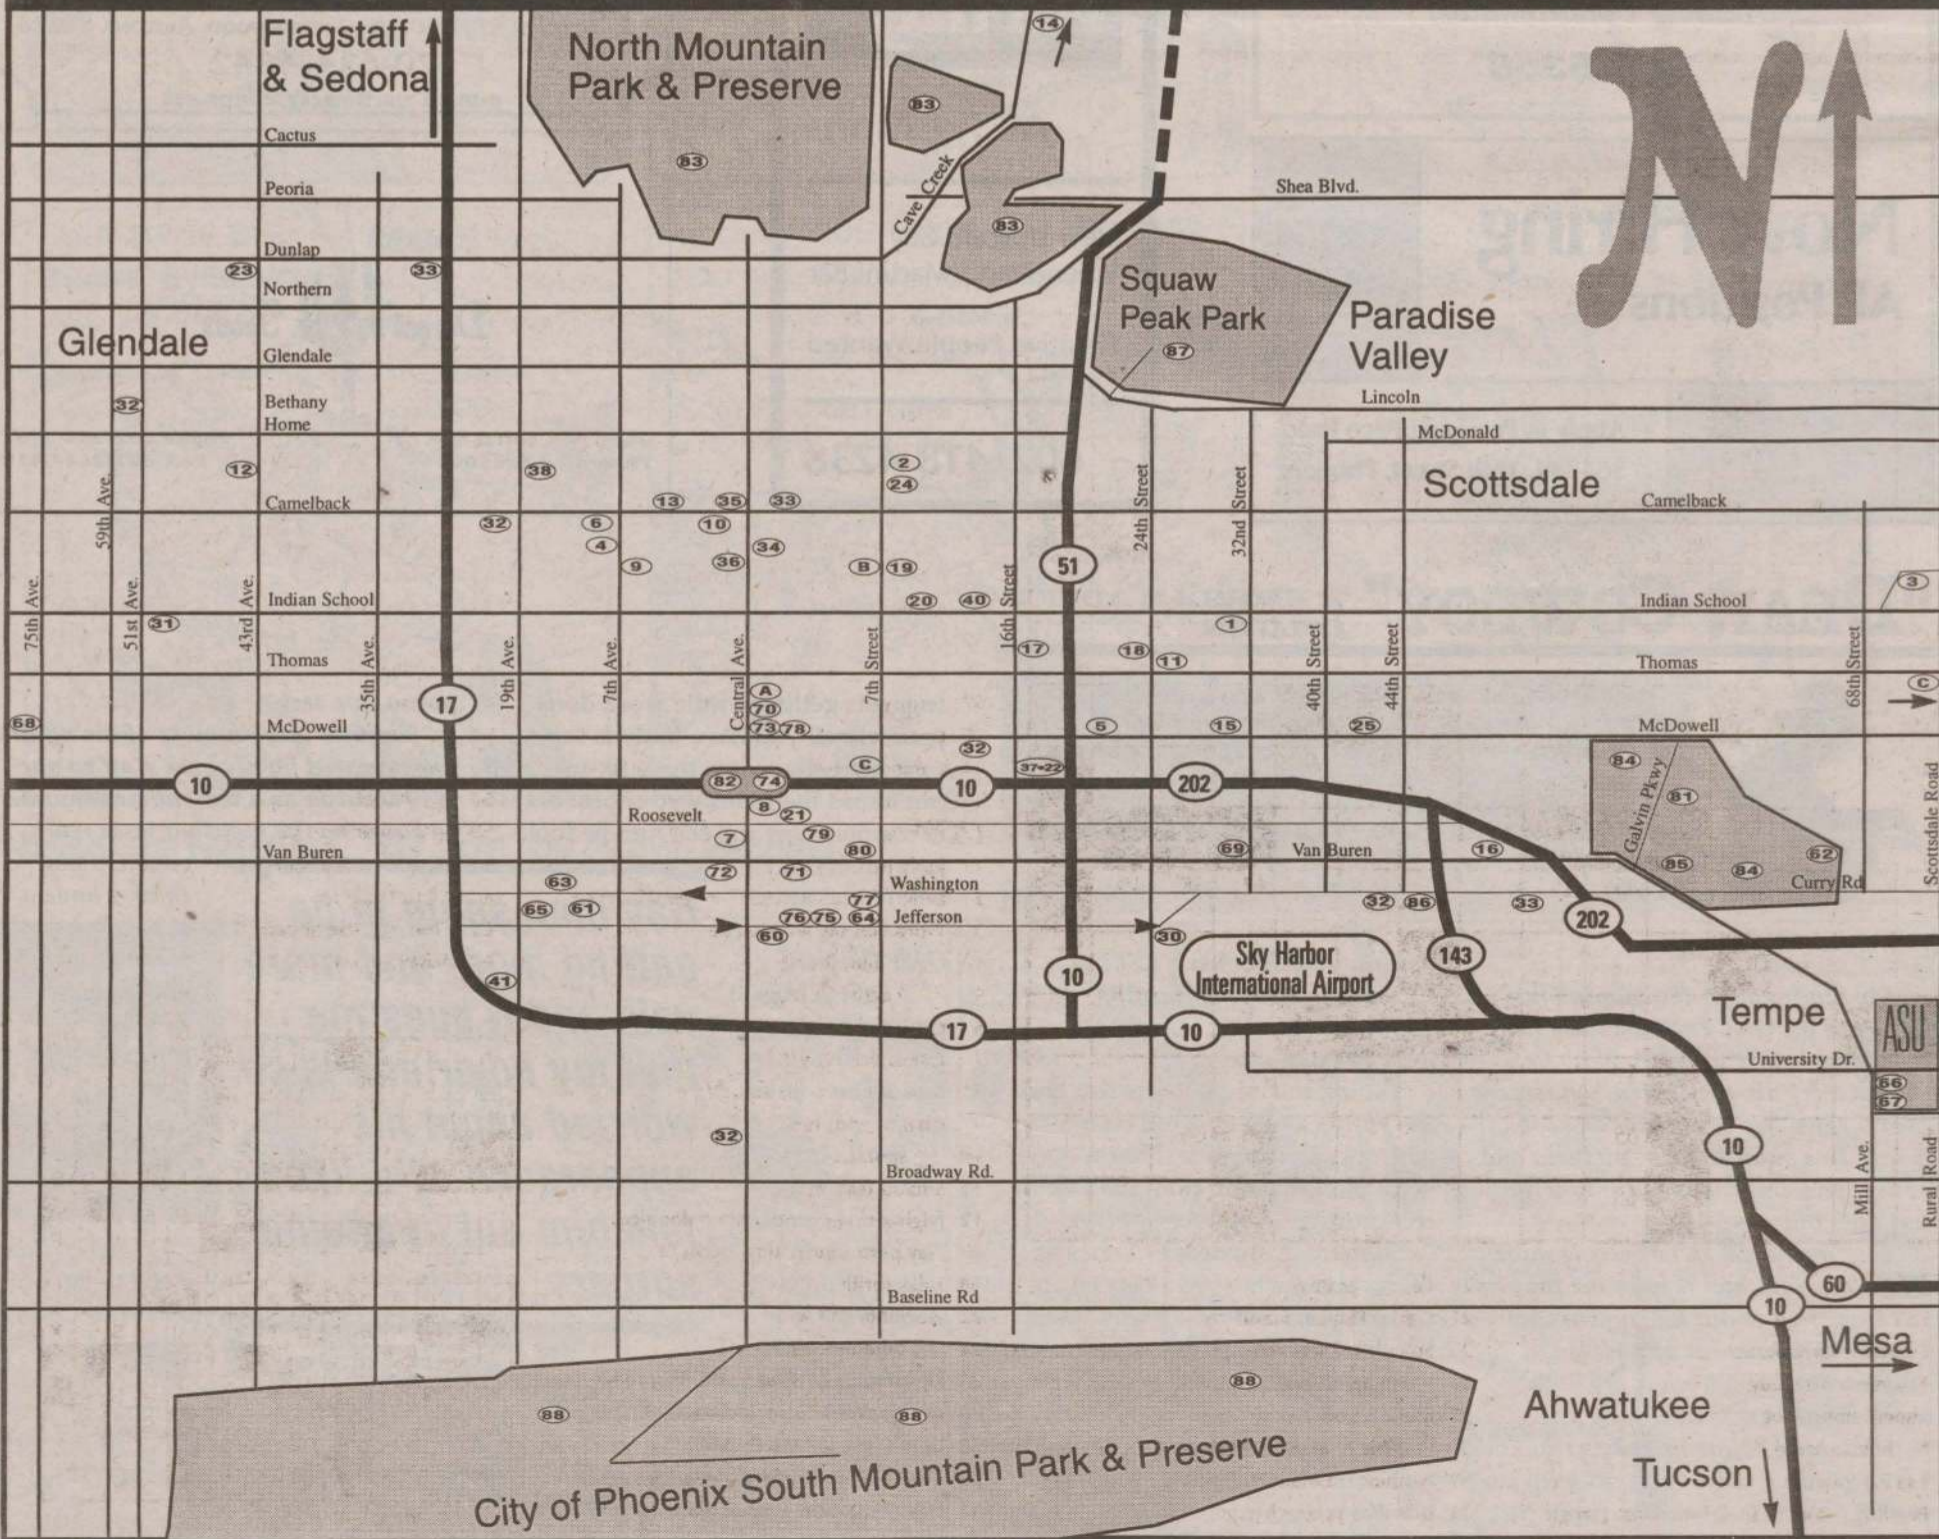 Flagstaff
& Sedona
North Mountain
Park & Preserve
14
N
83
Cactus
83
Cave Creek
Peoria
Shea Blvd.
83
Dunlap
23
33
Northern
Squaw
Peak Park
87
Paradise
Valley
Glendale
Glendale
32
Bethany
Home
Lincoln
McDonald
12
38
2
24
Scottsdale
Camelback
13
35
33
Camelback
59th Ave.
32
6
10
4
34
9
36
B
19
51
24th Street
32nd Street
3
Indian School
20
40
16th Street
Indian School
75th Ave.
51st Ave.
31
43rd Ave.
1
17
18
11
Thomas
Thomas
35th Ave.
19th Ave.
7th Ave.
Central Ave.
7th Street
40th Street
44th Street
68th Street
17
A
70
73
78
C
68
McDowell
5
15
25
McDowell
32
C
37-22
10
82
74
10
202
84
Galvin Pkwy
81
Scottsdale Road
Roosevelt
8
21
7
79
80
Van Buren
69
Van Buren
16
62
85
84
Curry Rd
72
71
63
Washington
65
61
77
76
75
64
Jefferson
32
86
33
202
60
30
Sky Harbor
International Airport
143
41
10
17
10
Tempe
ASU
University Dr.
66
67
32
10
Broadway Rd.
Mill Ave.
Rural Road
Baseline Rd
60
10
Mesa
88
88
88
Ahwatukee
City of Phoenix South Mountain Park & Preserve
Tucson